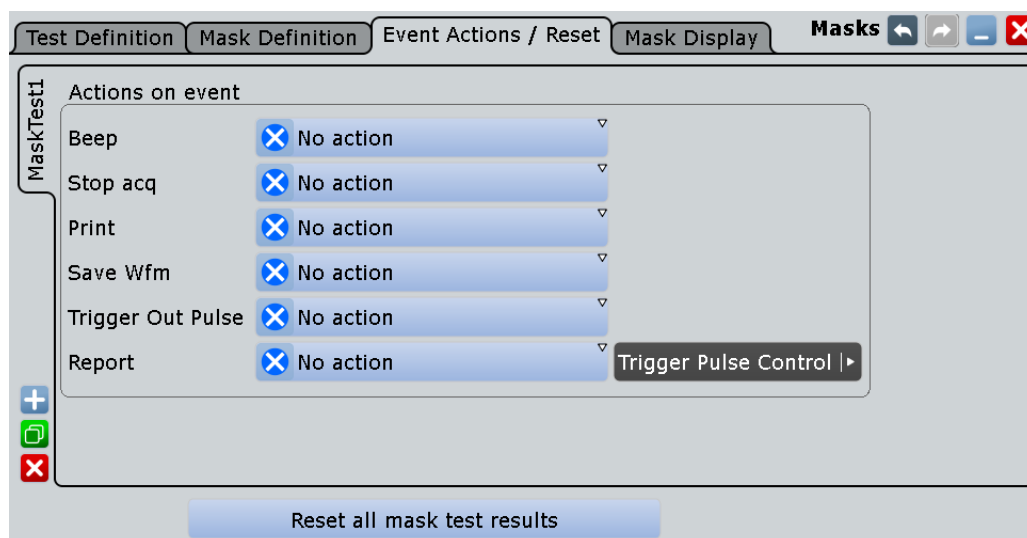 Test Definition Mask Definition Event Actions / Reset Mask Display Masks
MaskTest1
Actions on event
Beep No action
Stop acq No action
Print No action
Save Wfm No action
Trigger Out Pulse No action
Report No action Trigger Pulse Control
Reset all mask test results